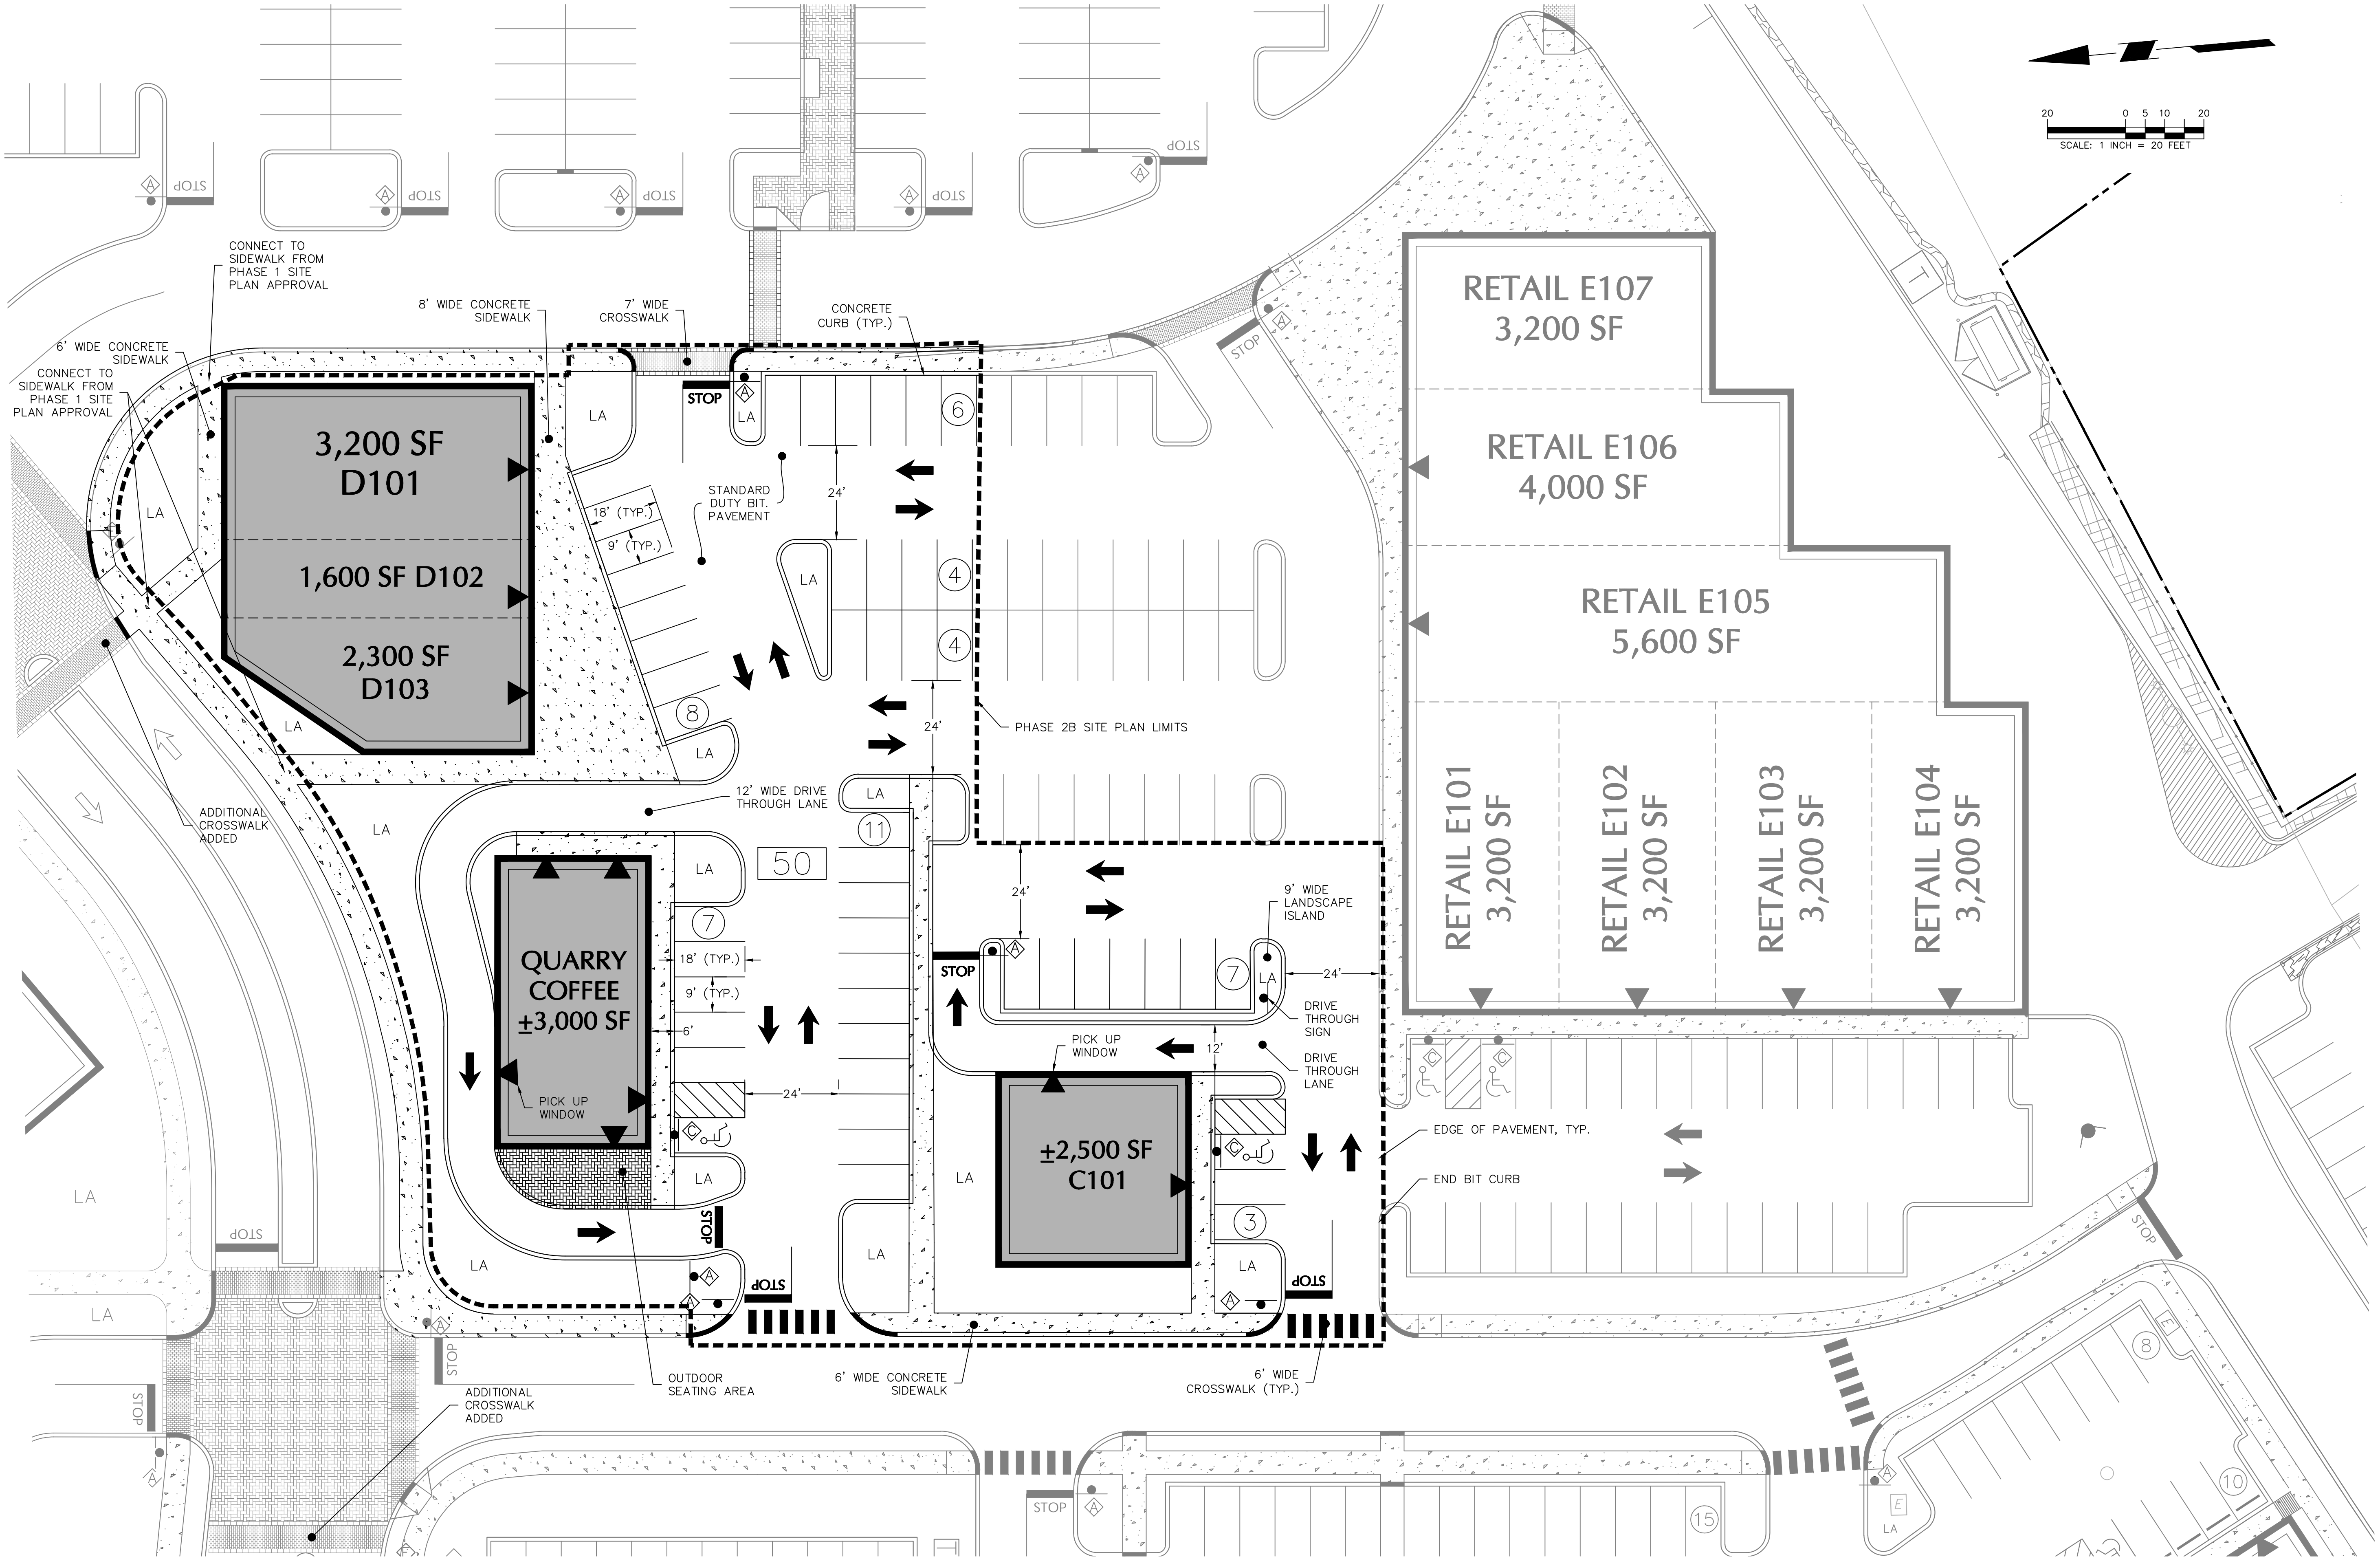 STOP
STOP
STOP
STOP
STOP
A
A
A
A
A
20
0
5
10
20
SCALE: 1 INCH = 20 FEET
T
CONNECT TO
SIDEWALK FROM
PHASE 1 SITE
PLAN APPROVAL
8' WIDE CONCRETE
SIDEWALK
7' WIDE
CROSSWALK
CONCRETE
CURB (TYP.)
6' WIDE CONCRETE
SIDEWALK
CONNECT TO
SIDEWALK FROM
PHASE 1 SITE
PLAN APPROVAL
STOP
A
STOP
A
LA
LA
6
RETAIL E107
3,200 SF
RETAIL E106
4,000 SF
RETAIL E105
5,600 SF
RETAIL E101
3,200 SF
RETAIL E102
3,200 SF
RETAIL E103
3,200 SF
RETAIL E104
3,200 SF
3,200 SF
D101
1,600 SF D102
2,300 SF
D103
LA
LA
STANDARD
DUTY BIT.
PAVEMENT
24'
18' (TYP.)
9' (TYP.)
LA
4
4
8
LA
24'
PHASE 2B SITE PLAN LIMITS
12' WIDE DRIVE
THROUGH LANE
LA
11
ADDITIONAL
CROSSWALK
ADDED
LA
LA
50
7
24'
9' WIDE
LANDSCAPE
ISLAND
QUARRY
COFFEE
±3,000 SF
18' (TYP.)
9' (TYP.)
6'
STOP
A
7
LA
24'
DRIVE
THROUGH
SIGN
PICK UP
WINDOW
12'
DRIVE
THROUGH
LANE
PICK UP
WINDOW
24'
C
C
C
C
EDGE OF PAVEMENT, TYP.
±2,500 SF
C101
LA
LA
END BIT CURB
3
LA
STOP
LA
LA
LA
A
A
STOP
A
STOP
LA
STOP
LA
A
STOP
STOP
OUTDOOR
SEATING AREA
6' WIDE CONCRETE
SIDEWALK
6' WIDE
CROSSWALK (TYP.)
ADDITIONAL
CROSSWALK
ADDED
STOP
A
STOP
A
15
E
8
10
A
E
LA